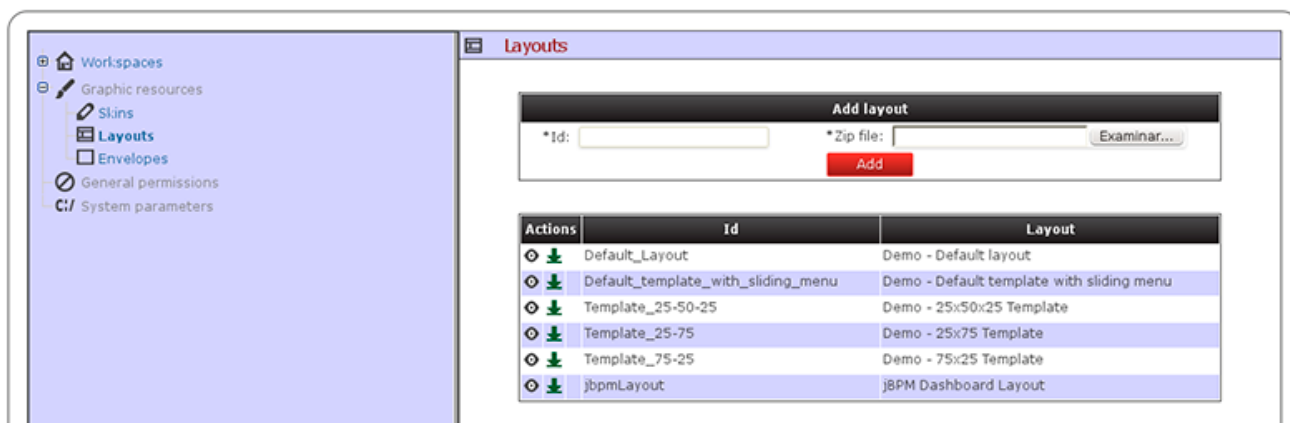 Workspaces
Graphic resources
Skins
Layouts
Envelopes
General permissions
C:/ System parameters
Layouts
Add layout
*Id: *Zip file: Examinar...
Add
Actions Id Layout
Default_Layout Demo - Default layout
Default_template_with_sliding_menu Demo - Default template with sliding menu
Template_25-50-25 Demo - 25x50x25 Template
Template_25-75 Demo - 25x75 Template
Template_75-25 Demo - 75x25 Template
jbpmLayout jBPM Dashboard Layout